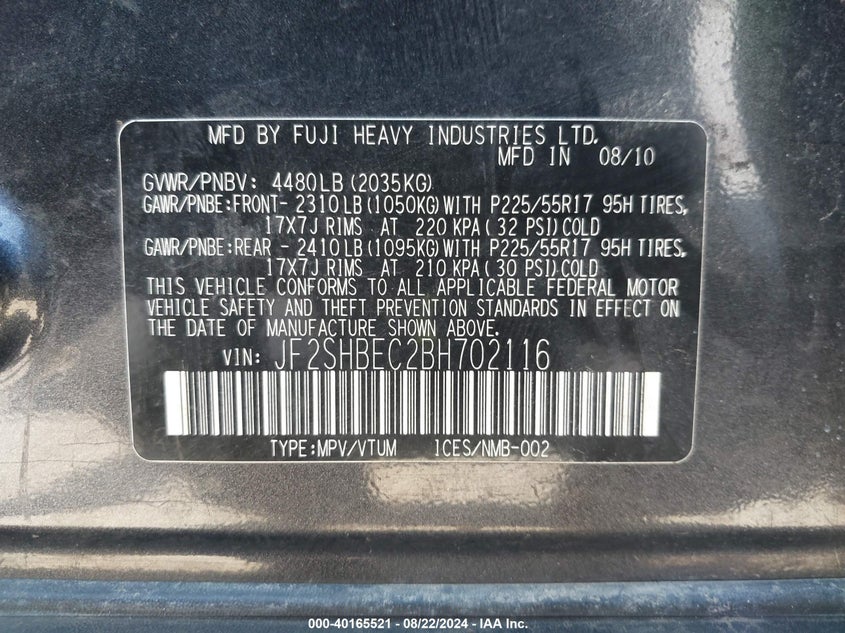 MFD BY FUJI HEAVY INDUSTRIES LTD.
MFD IN 08/10
GVWR/PNBV: 4480LB (2035KG)
GAWR/PNBE:FRONT- 2310LB (1050KG) WITH P225/55R17 95H TIRES,
17X7J RIMS AT 220 KPA ( 32 PSI) COLD
GAWR/PNBE:REAR - 2410LB (1095KG) WITH P225/55R17 95H TIRES,
17X7J RIMS AT 210 KPA ( 30 PSI) COLD
THIS VEHICLE CONFORMS TO ALL APPLICABLE FEDERAL MOTOR
VEHICLE SAFETY AND THEFT PREVENTION STANDARDS IN EFFECT ON
THE DATE OF MANUFACTURE SHOWN ABOVE.
VIN: JF2SHBEC2BH702116
TYPE:MPV/VTUM ICES/NMB-002
000-40165521 - 08/22/2024 - IAA Inc.